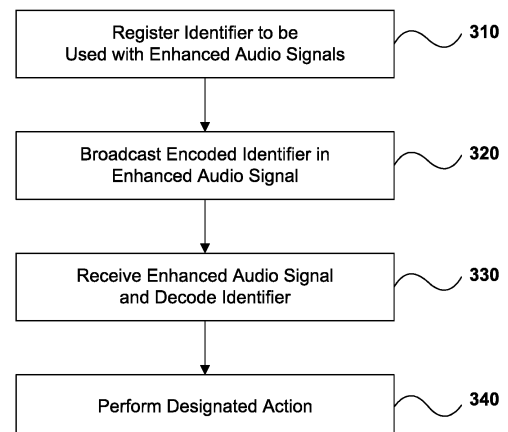 Register Identifier to be
Used with Enhanced Audio Signals
310
Broadcast Encoded Identifier in
Enhanced Audio Signal
320
Receive Enhanced Audio Signal
and Decode Identifier
330
Perform Designated Action
340